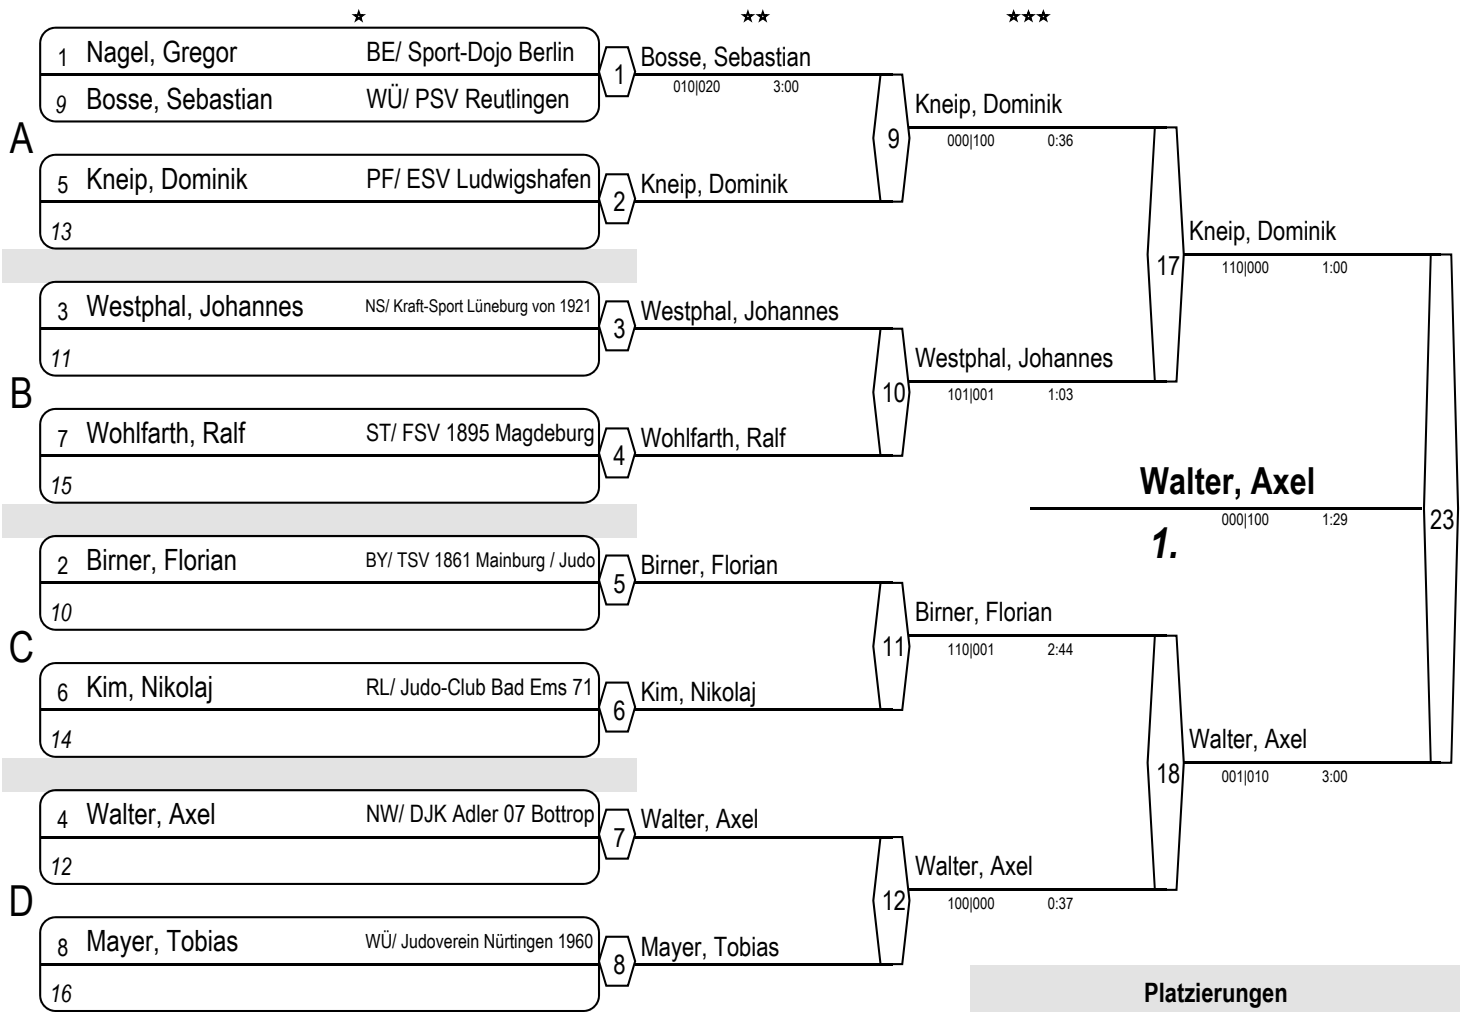 1 Nagel, Gregor BE/ Sport-Dojo Berlin
9 Bosse, Sebastian WÜ/ PSV Reutlingen
1
Bosse, Sebastian
010|020 3:00
A
5 Kneip, Dominik PF/ ESV Ludwigshafen
13
2
Kneip, Dominik
9
Kneip, Dominik
000|100 0:36
3 Westphal, Johannes NS/ Kraft-Sport Lüneburg von 1921
11
3
Westphal, Johannes
B
7 Wohlfarth, Ralf ST/ FSV 1895 Magdeburg
15
4
Wohlfarth, Ralf
10
Westphal, Johannes
101|001 1:03
17
Kneip, Dominik
110|000 1:00
2 Birner, Florian BY/ TSV 1861 Mainburg / Judo
10
5
Birner, Florian
C
6 Kim, Nikolaj RL/ Judo-Club Bad Ems 71
14
6
Kim, Nikolaj
11
Birner, Florian
110|001 2:44
4 Walter, Axel NW/ DJK Adler 07 Bottrop
12
7
Walter, Axel
D
8 Mayer, Tobias WÜ/ Judoverein Nürtingen 1960
16
8
Mayer, Tobias
12
Walter, Axel
100|000 0:37
18
Walter, Axel
001|010 3:00
23
Walter, Axel
000|100 1:29
1.
Platzierungen